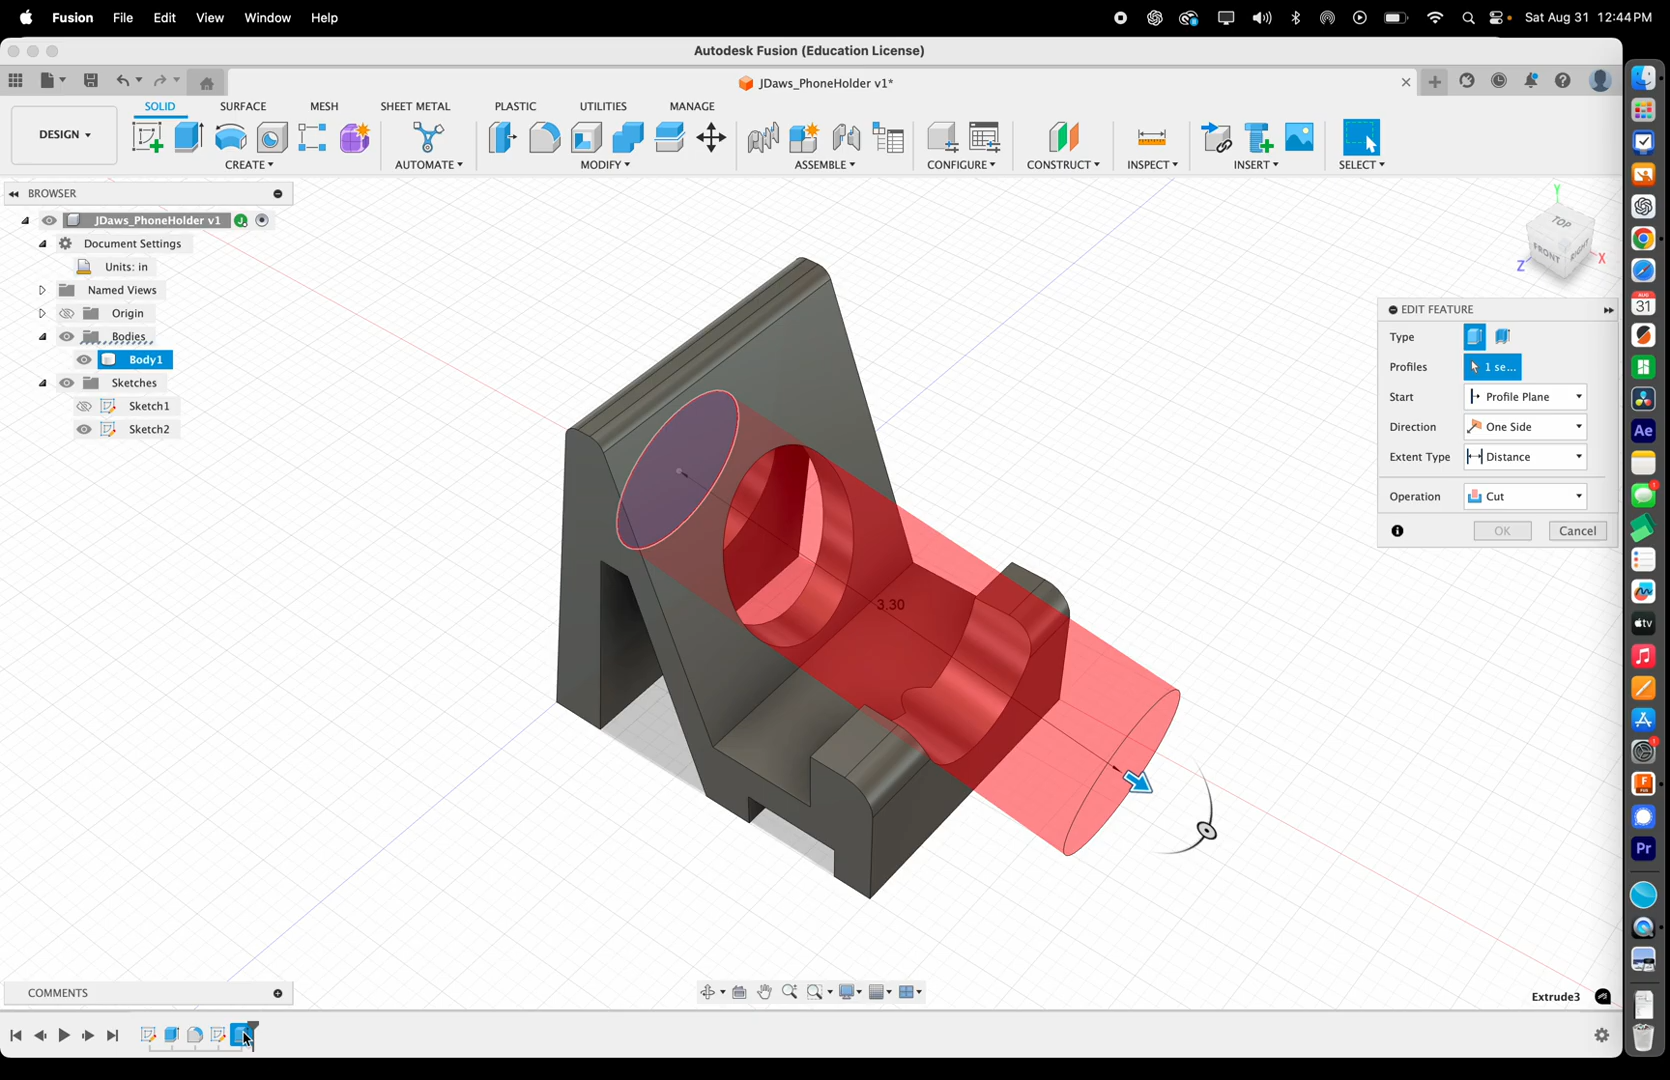 Fusion File Edit View Window Help Sat Aug 31 12:44 PM
Autodesk Fusion (Education License)
JDaws_PhoneHolder v1*
SOLID SURFACE MESH SHEET METAL PLASTIC UTILITIES MANAGE
DESIGN
CREATE AUTOMATE MODIFY ASSEMBLE CONFIGURE CONSTRUCT INSPECT INSERT SELECT
BROWSER
JDaws_PhoneHolder v1
Document Settings
Units: in
Named Views
Origin
Bodies
Body1
Sketches
Sketch1
Sketch2
Y
TOP
FRONT RIGHT
Z X
EDIT FEATURE
Type
Profiles 1 se...
Start Profile Plane
Direction One Side
Extent Type Distance
Operation Cut
OK Cancel
3.30
COMMENTS
Extrude3
AUG
31
Ae
tv
Pr